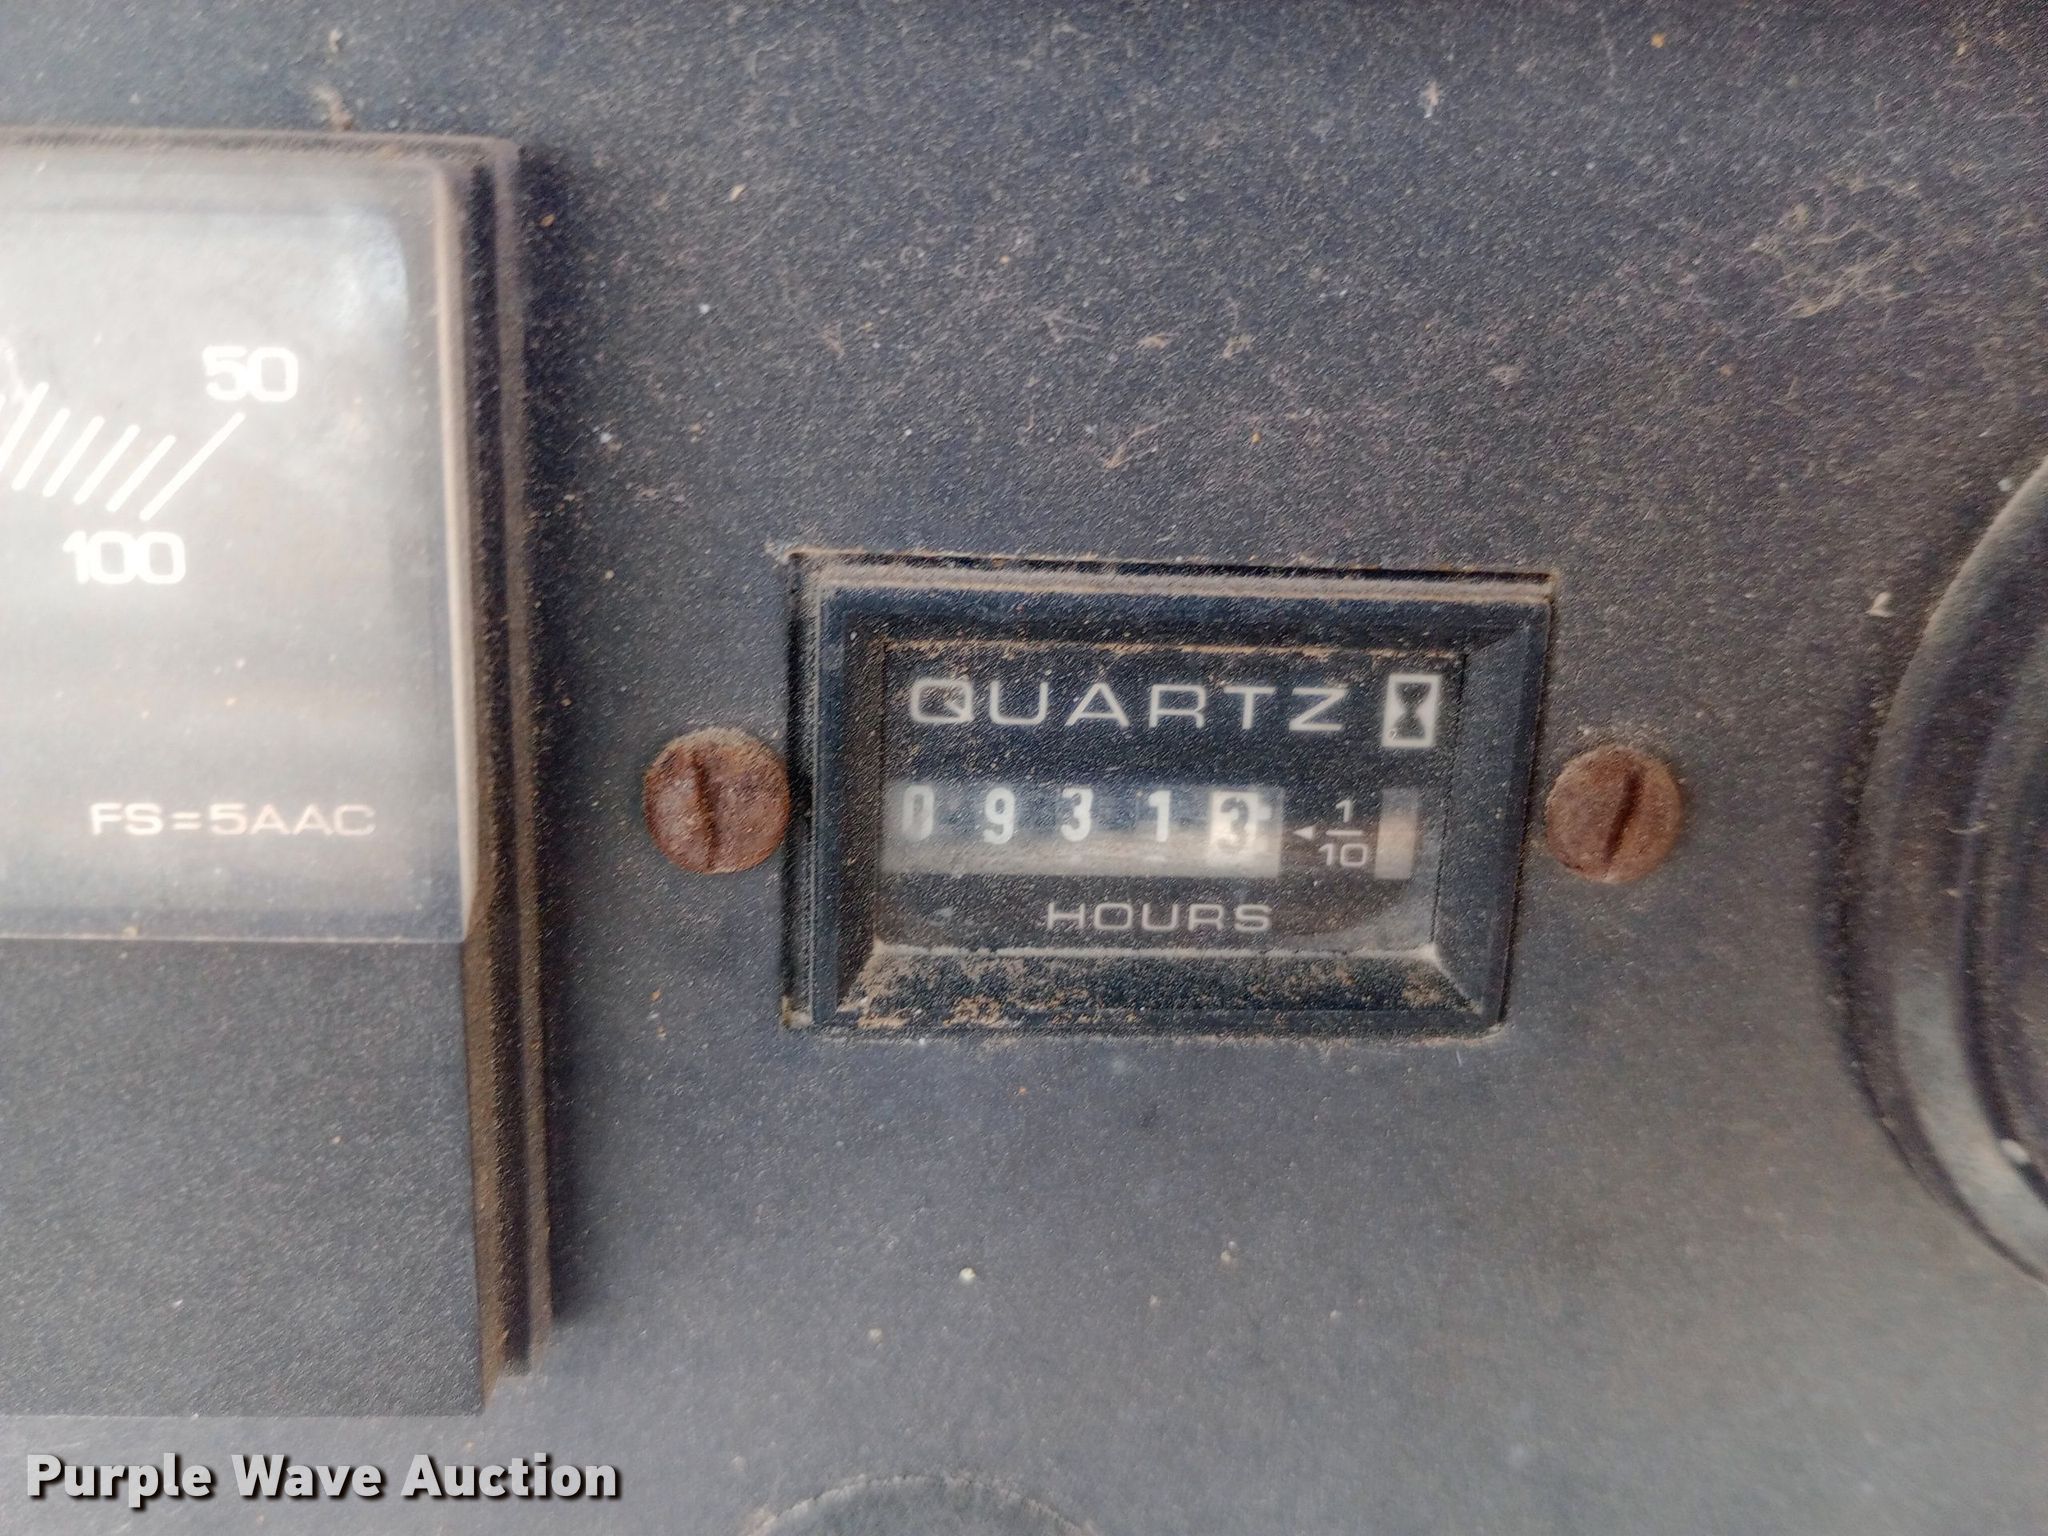 50
100
FS=5AAC
QUARTZ
09313 1/10
HOURS
Purple Wave Auction